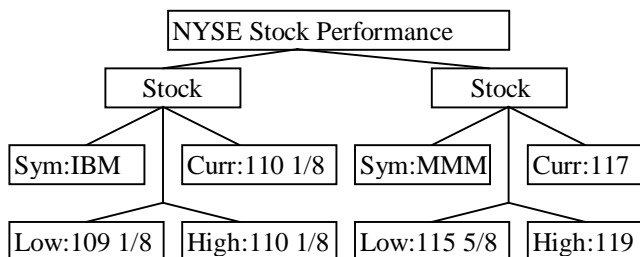 NYSE Stock Performance
Stock
Stock
Sym:IBM
Curr:110 1/8
Sym:MMM
Curr:117
Low:109 1/8
High:110 1/8
Low:115 5/8
High:119